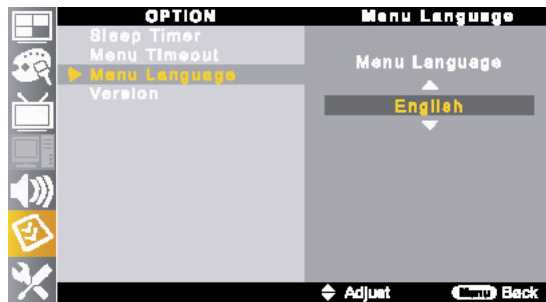 OPTION
Menu Language
Sleep Timer
Menu Timeout
Menu Language
Version
Menu Language
English
Adjust
Menu Back